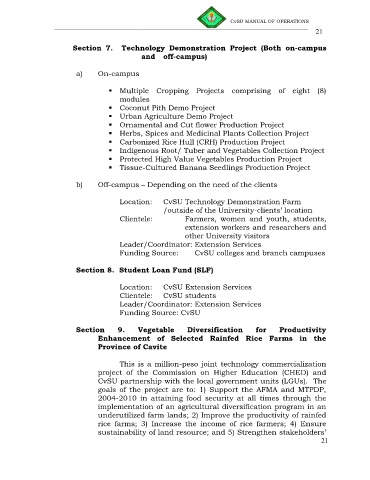 CvSU MANUAL OF OPERATIONS
21
Section 7. Technology Demonstration Project (Both on-campus
and off-campus)
a) On-campus
▪ Multiple Cropping Projects comprising of eight (8)
modules
▪ Coconut Pith Demo Project
▪ Urban Agriculture Demo Project
▪ Ornamental and Cut flower Production Project
▪ Herbs, Spices and Medicinal Plants Collection Project
▪ Carbonized Rice Hull (CRH) Production Project
▪ Indigenous Root/ Tuber and Vegetables Collection Project
▪ Protected High Value Vegetables Production Project
▪ Tissue-Cultured Banana Seedlings Production Project
b) Off-campus – Depending on the need of the clients
Location: CvSU Technology Demonstration Farm
/outside of the University-clients' location
Clientele: Farmers, women and youth, students,
extension workers and researchers and
other University visitors
Leader/Coordinator: Extension Services
Funding Source: CvSU colleges and branch campuses
Section 8. Student Loan Fund (SLF)
Location: CvSU Extension Services
Clientele: CvSU students
Leader/Coordinator: Extension Services
Funding Source: CvSU
Section 9. Vegetable Diversification for Productivity
Enhancement of Selected Rainfed Rice Farms in the
Province of Cavite
This is a million-peso joint technology commercialization
project of the Commission on Higher Education (CHED) and
CvSU partnership with the local government units (LGUs). The
goals of the project are to: 1) Support the AFMA and MTPDP,
2004-2010 in attaining food security at all times through the
implementation of an agricultural diversification program in an
underutilized farm lands; 2) Improve the productivity of rainfed
rice farms; 3) Increase the income of rice farmers; 4) Ensure
sustainability of land resource; and 5) Strengthen stakeholders'
21